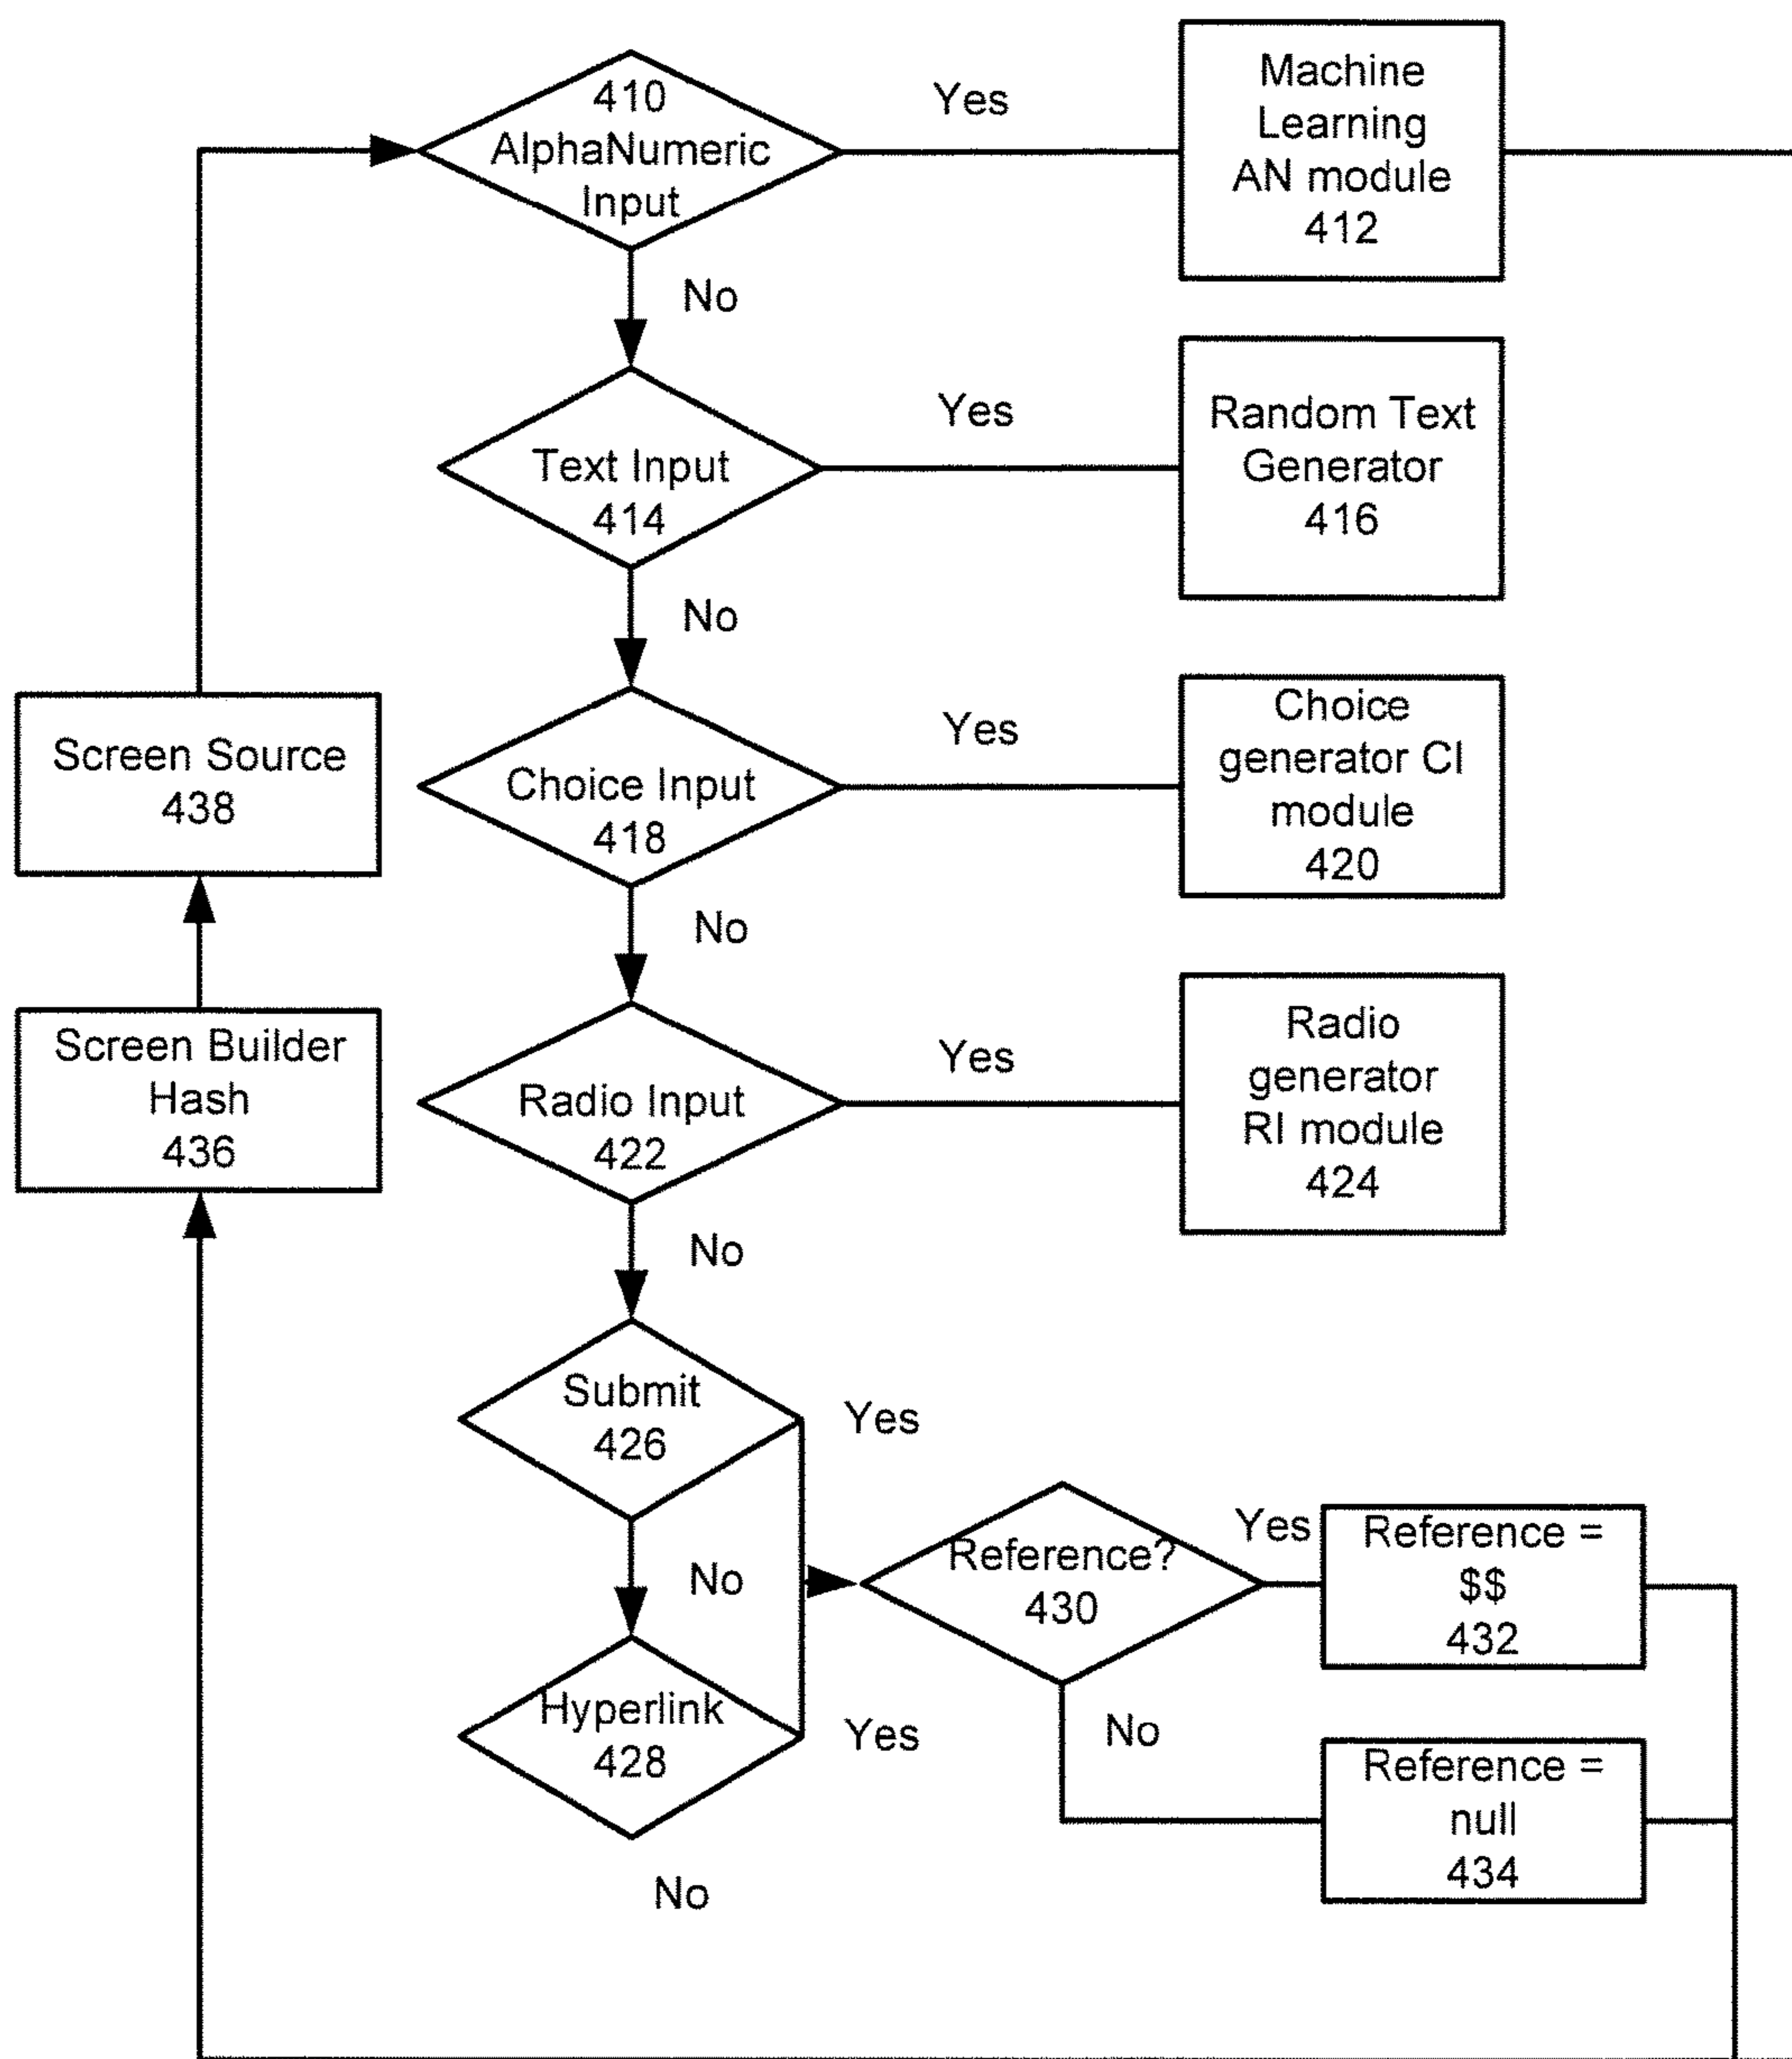 410
AlphaNumeric
Input
Yes
Machine
Learning
AN module
412
No
Text Input
414
Yes
Random Text
Generator
416
No
Choice Input
418
Yes
Choice
generator CI
module
420
Screen Source
438
No
Radio Input
422
Yes
Radio
generator
RI module
424
Screen Builder
Hash
436
No
Submit
426
Yes
No
Reference?
430
Yes
Reference =
$$
432
Hyperlink
428
Yes
No
Reference =
null
434
No